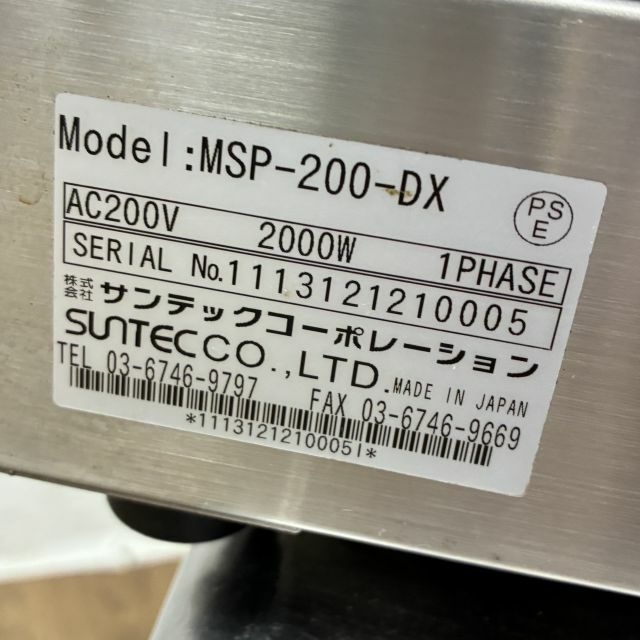 Model:MSP-200-DX
PS
E
AC200V 2000W 1PHASE
SERIAL No.1113121210005
株式会社 サンテックコーポレーション
SUNTECCO.,LTD. MADE IN JAPAN
TEL 03-6746-9797 FAX 03-6746-9669
*1113121210005I*